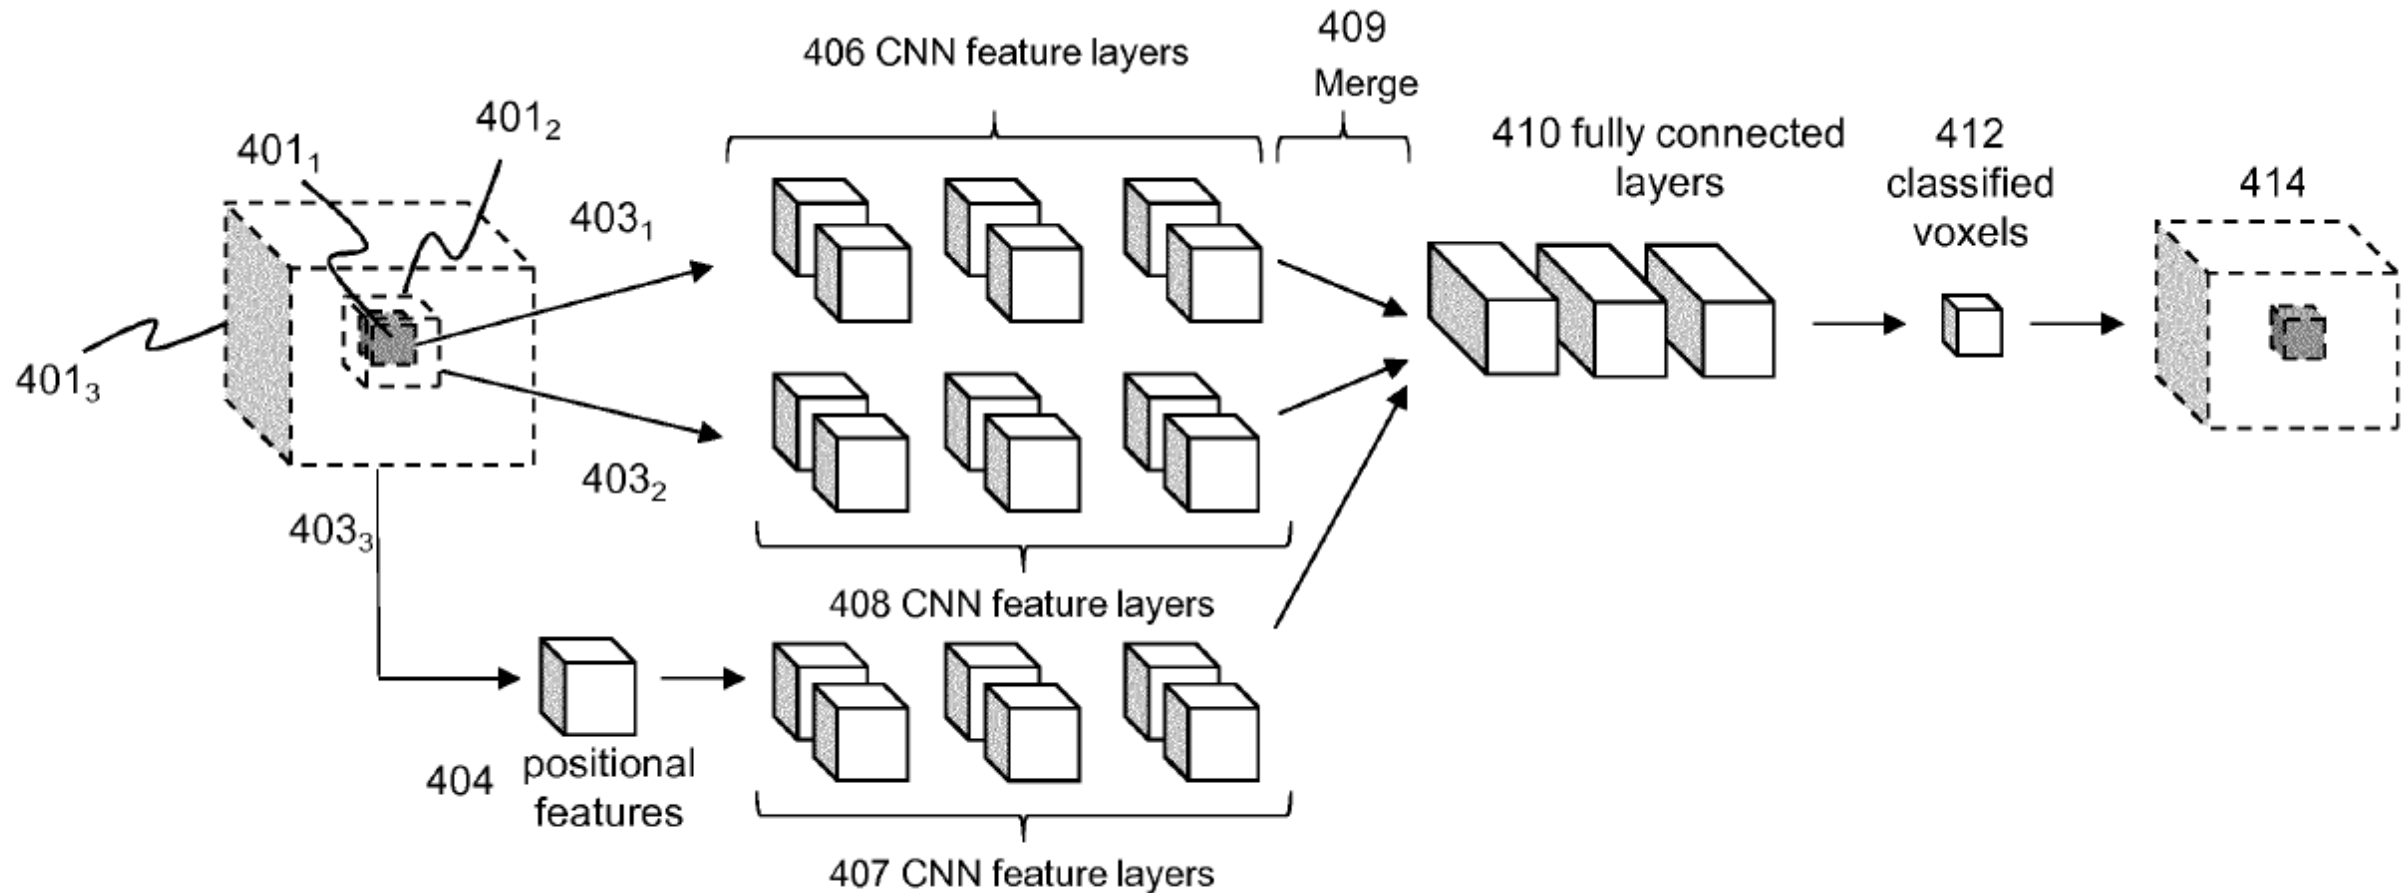 409
Merge
406 CNN feature layers
401₂
401₁
410 fully connected
layers
412
classified
voxels
414
403₁
401₃
403₂
403₃
408 CNN feature layers
404
positional
features
407 CNN feature layers